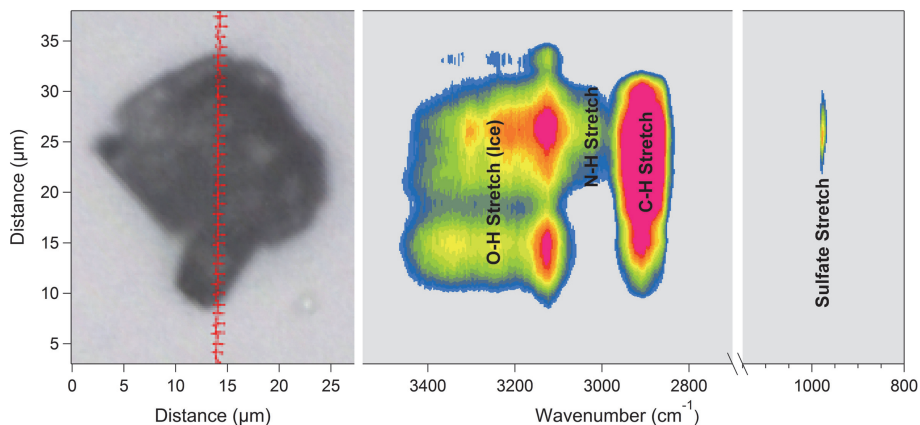 35
30
25
20
15
10
5
Distance (μm)
0 5 10 15 20 25
Distance (μm)
O-H Stretch (Ice)
N-H Stretch
C-H Stretch
Sulfate Stretch
3400 3200 3000 2800 1000 800
Wavenumber (cm⁻¹)